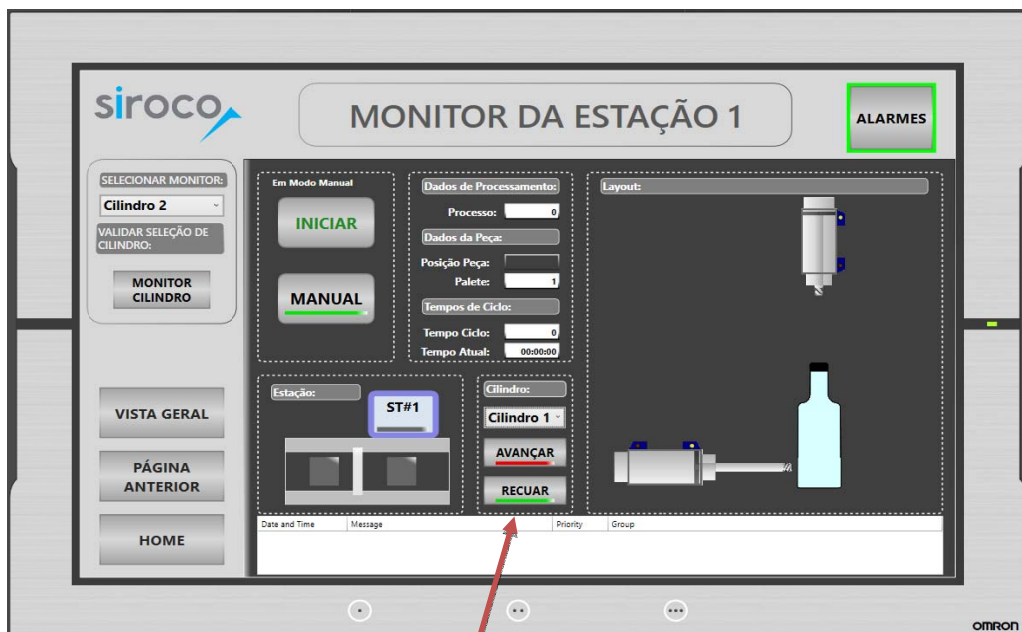 siroco
MONITOR DA ESTAÇÃO 1
ALARMES
SELECIONAR MONITOR:
Cilindro 2
VALIDAR SELEÇÃO DE
CILINDRO:
MONITOR
CILINDRO
VISTA GERAL
PÁGINA
ANTERIOR
HOME
Em Modo Manual
INICIAR
MANUAL
Dados de Processamento:
Processo: 0
Dados da Peça:
Posição Peça:
Palete: 1
Tempos de Ciclo:
Tempo Ciclo: 0
Tempo Atual: 00:00:00
Layout:
Estação:
ST#1
Cilindro:
Cilindro 1
AVANÇAR
RECUAR
Date and Time Message Priority Group
OMRON